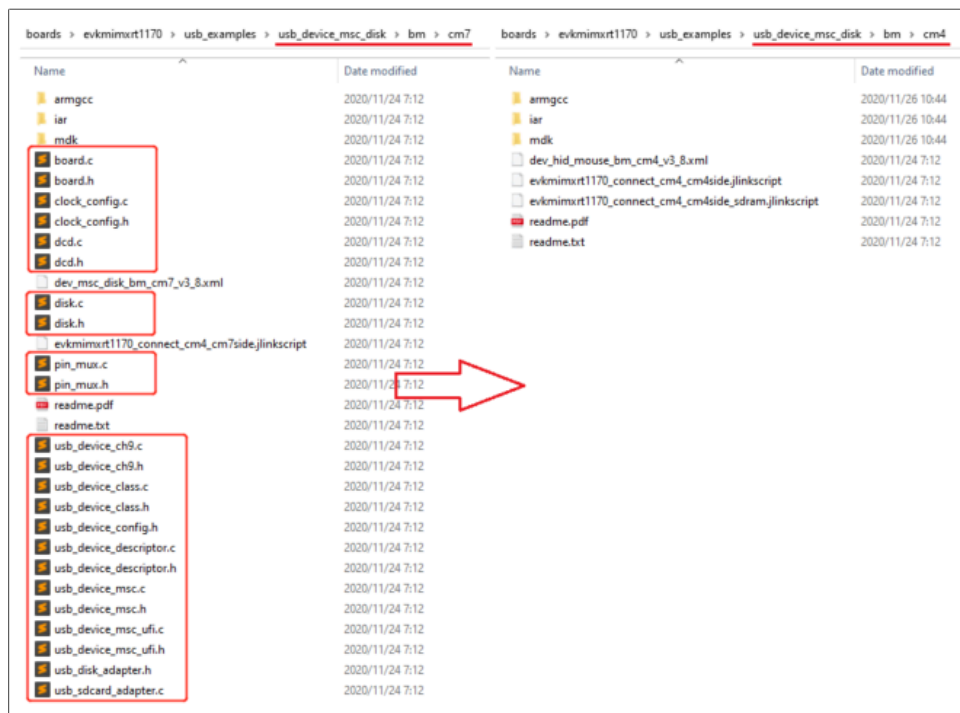 boards > evkmimxrt1170 > usb_examples > usb_device_msc_disk > bm > cm7
Name Date modified
armgcc 2020/11/24 7:12
iar 2020/11/24 7:12
mdk 2020/11/24 7:12
board.c 2020/11/24 7:12
board.h 2020/11/24 7:12
clock_config.c 2020/11/24 7:12
clock_config.h 2020/11/24 7:12
dcd.c 2020/11/24 7:12
dcd.h 2020/11/24 7:12
dev_msc_disk_bm_cm7_v3_8.xml 2020/11/24 7:12
disk.c 2020/11/24 7:12
disk.h 2020/11/24 7:12
evkmimxrt1170_connect_cm4_cm7side.jlinkscript 2020/11/24 7:12
pin_mux.c 2020/11/24 7:12
pin_mux.h 2020/11/24 7:12
readme.pdf 2020/11/24 7:12
readme.txt 2020/11/24 7:12
usb_device_ch9.c 2020/11/24 7:12
usb_device_ch9.h 2020/11/24 7:12
usb_device_class.c 2020/11/24 7:12
usb_device_class.h 2020/11/24 7:12
usb_device_config.h 2020/11/24 7:12
usb_device_descriptor.c 2020/11/24 7:12
usb_device_descriptor.h 2020/11/24 7:12
usb_device_msc.c 2020/11/24 7:12
usb_device_msc.h 2020/11/24 7:12
usb_device_msc_ufi.c 2020/11/24 7:12
usb_device_msc_ufi.h 2020/11/24 7:12
usb_disk_adapter.h 2020/11/24 7:12
usb_sdcard_adapter.c 2020/11/24 7:12
boards > evkmimxrt1170 > usb_examples > usb_device_msc_disk > bm > cm4
Name Date modified
armgcc 2020/11/26 10:44
iar 2020/11/26 10:44
mdk 2020/11/26 10:44
dev_hid_mouse_bm_cm4_v3_8.xml 2020/11/24 7:12
evkmimxrt1170_connect_cm4_cm4side.jlinkscript 2020/11/24 7:12
evkmimxrt1170_connect_cm4_cm4side_sdram.jlinkscript 2020/11/24 7:12
readme.pdf 2020/11/24 7:12
readme.txt 2020/11/24 7:12